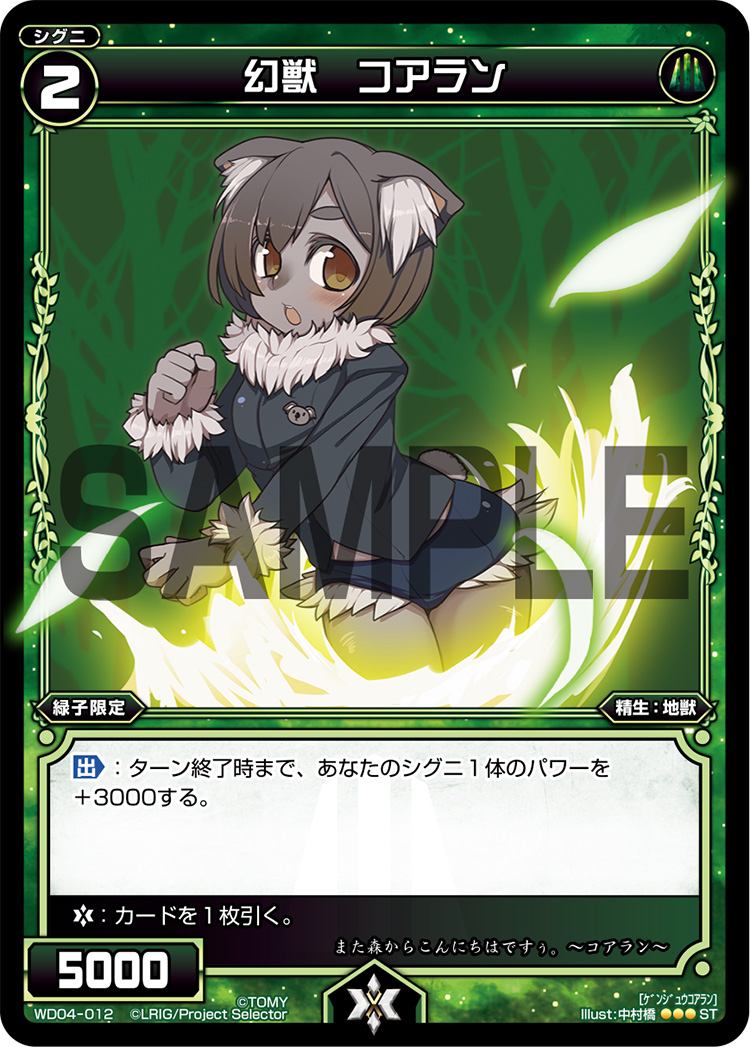 シグニ
2
幻獣 コアラン
SAMPLE
緑子限定
精生：地獣
出：ターン終了時まで、あなたのシグニ１体のパワーを
＋3000する。
：カードを１枚引く。
また森からこんにちはですぅ。～コアラン～
5000
©TOMY
[ｹﾞﾝｼﾞｭｳｺｱﾗﾝ]
WD04-012 ©LRIG/Project Selector
Illust:中村橋 ST